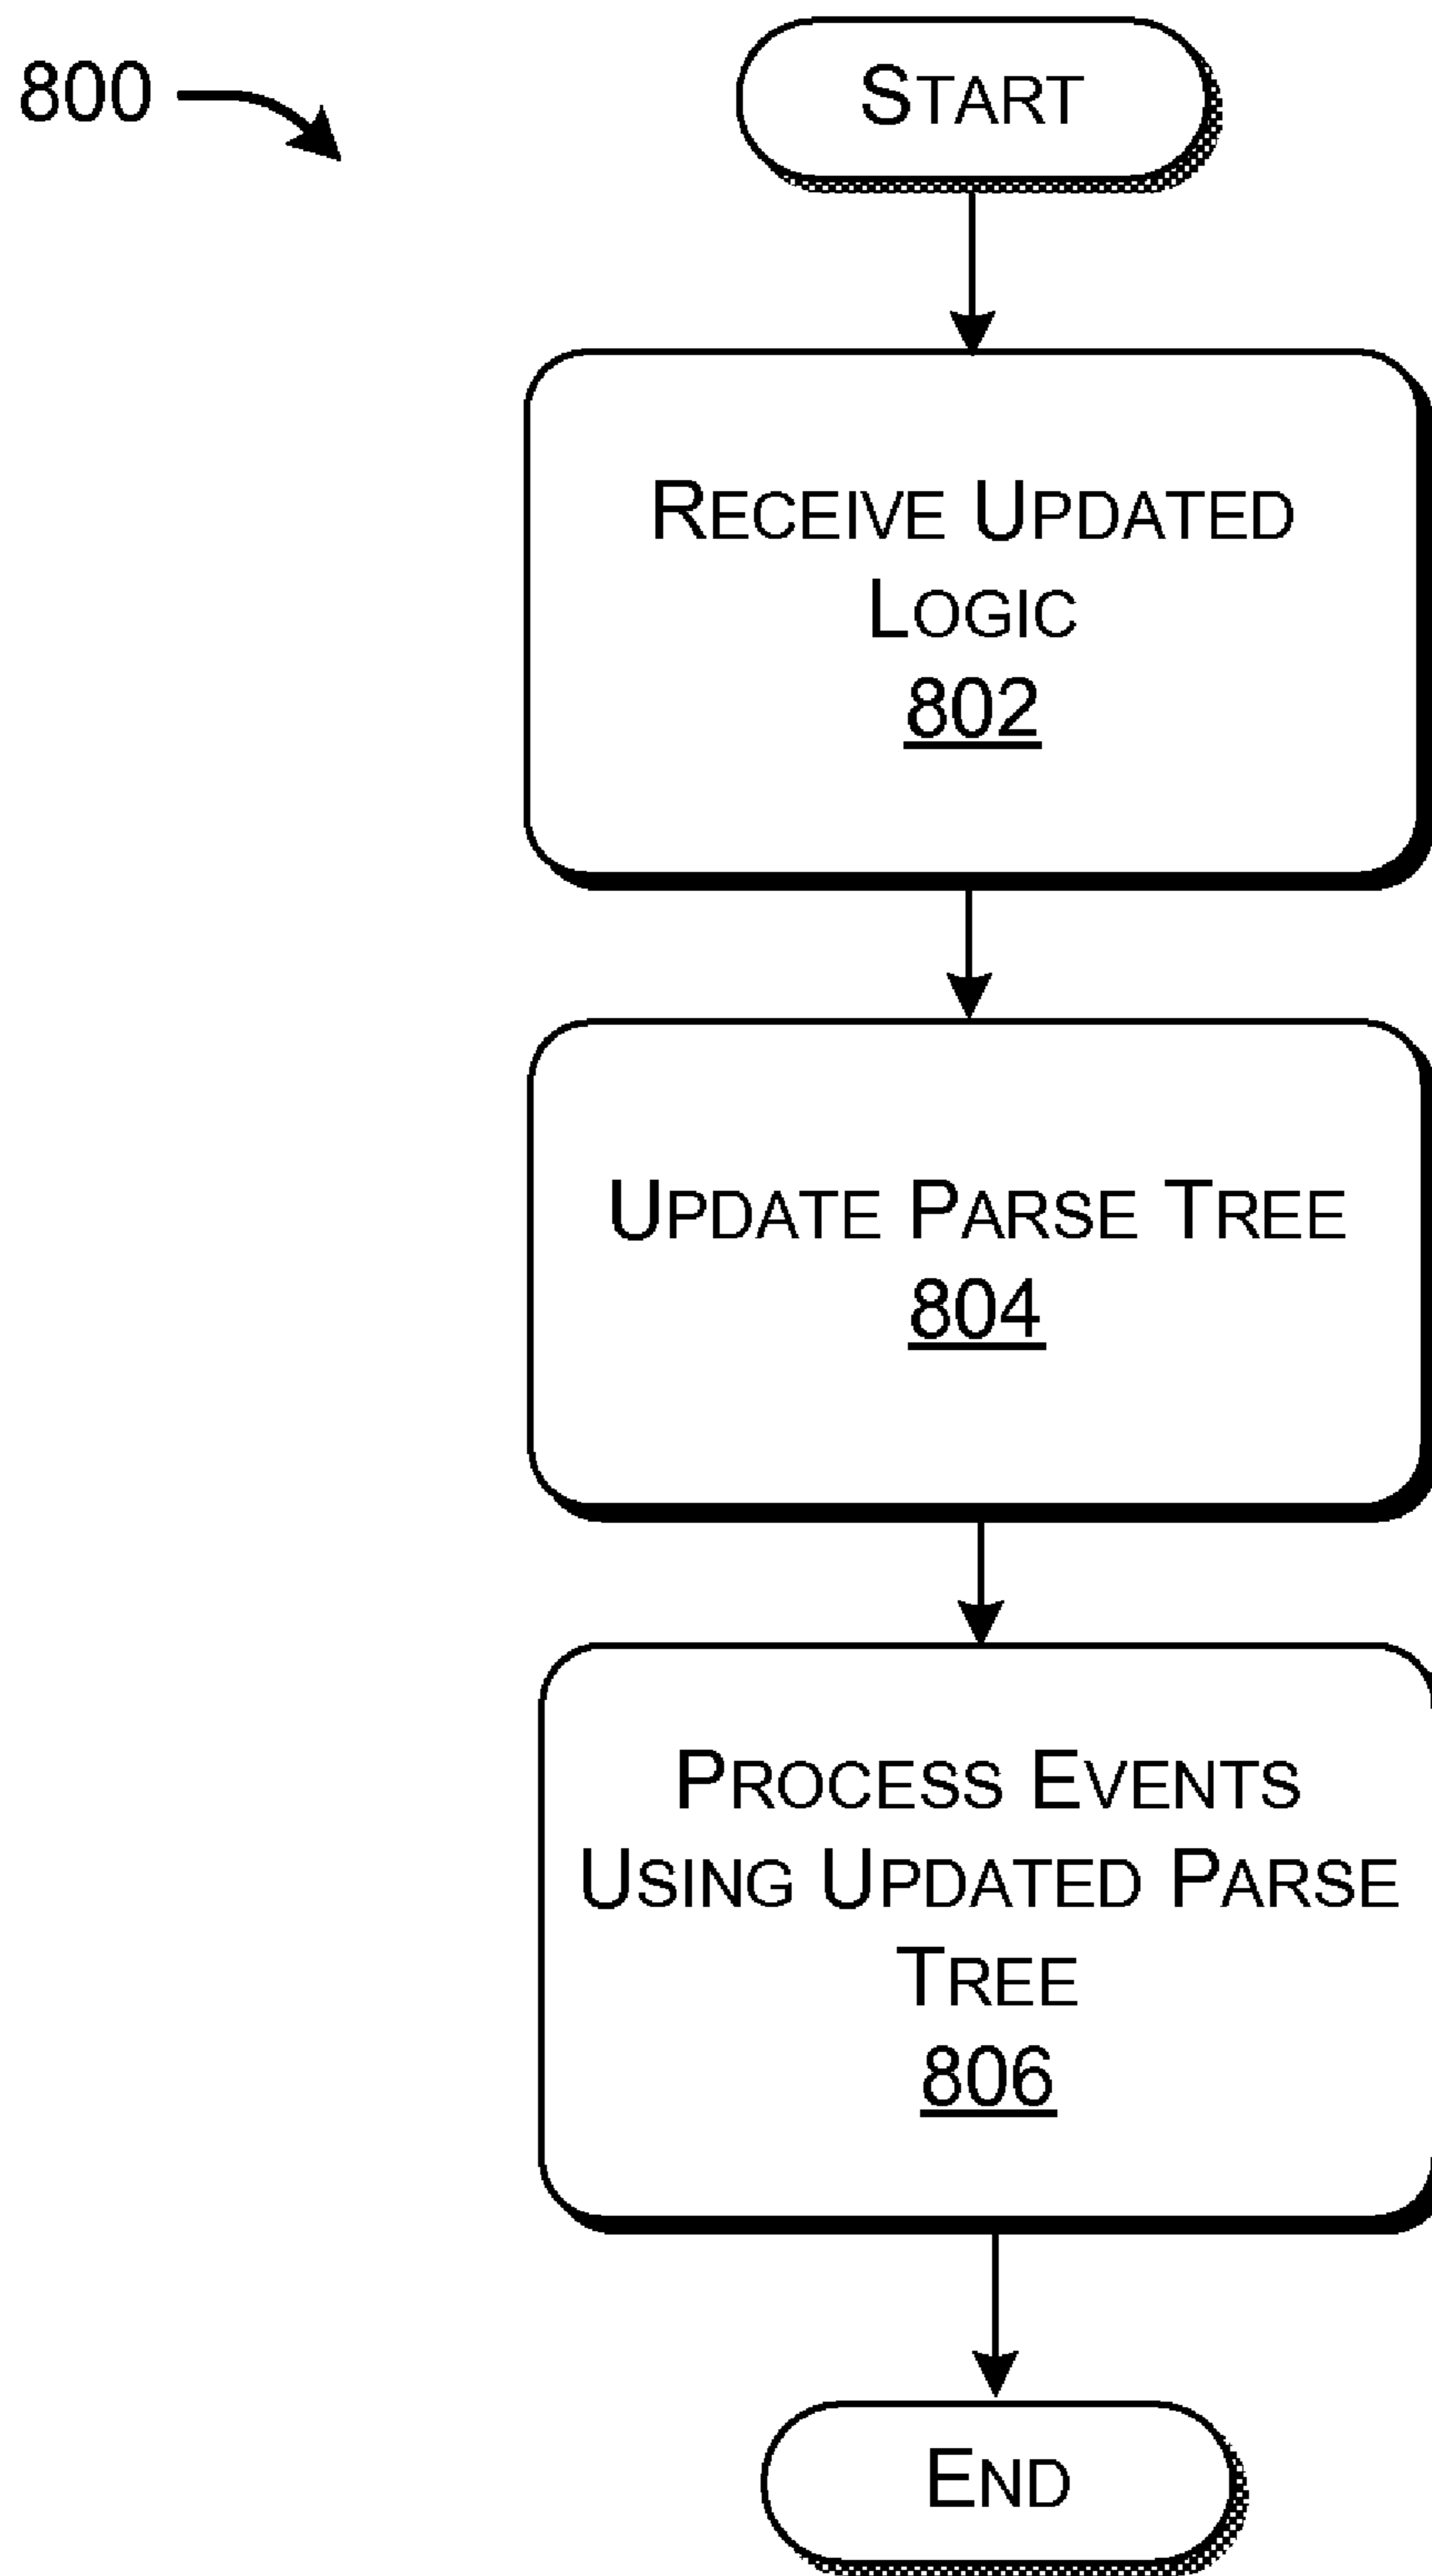 800
START
RECEIVE UPDATED
LOGIC
802
UPDATE PARSE TREE
804
PROCESS EVENTS
USING UPDATED PARSE
TREE
806
END